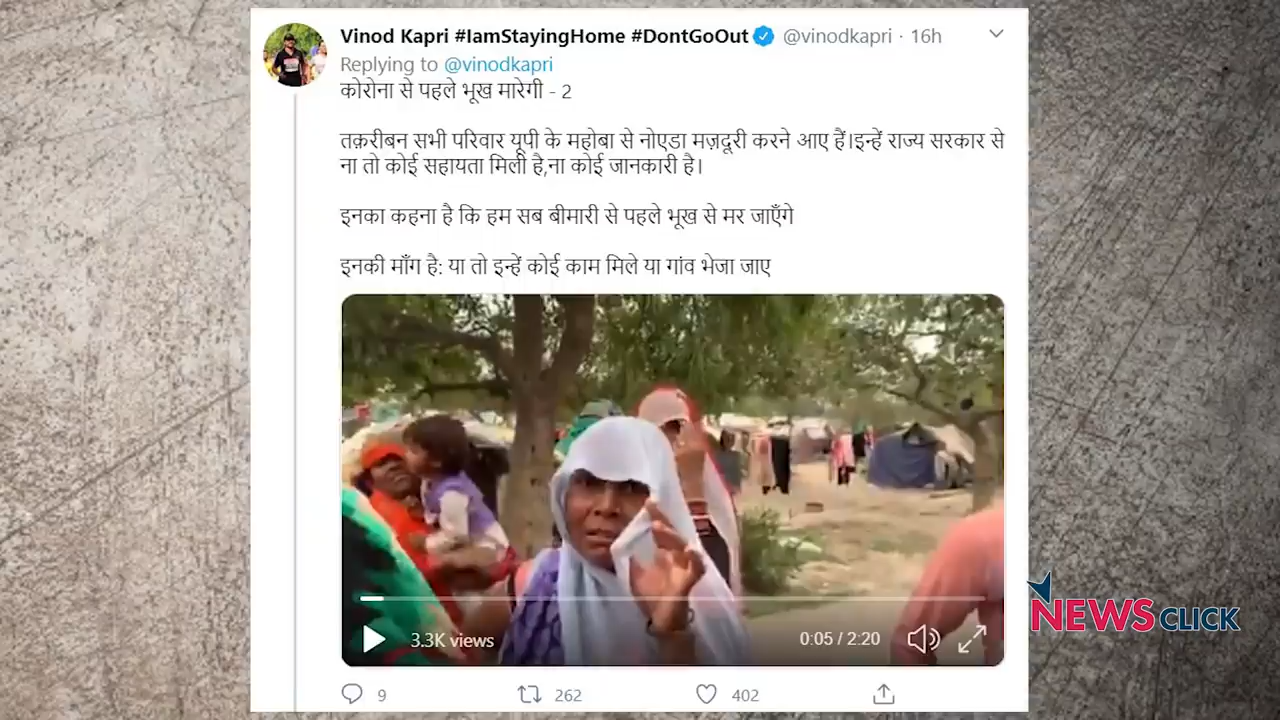 Vinod Kapri #IamStayingHome #DontGoOut @vinodkapri · 16h
Replying to @vinodkapri
कोरोना से पहले भूख मारेगी - 2
तक़रीबन सभी परिवार यूपी के महोबा से नोएडा मज़दूरी करने आए हैं।इन्हें राज्य सरकार से
ना तो कोई सहायता मिली है,ना कोई जानकारी है।
इनका कहना है कि हम सब बीमारी से पहले भूख से मर जाएँगे
इनकी माँग है: या तो इन्हें कोई काम मिले या गांव भेजा जाए
3.3K views
0:05 / 2:20
NEWSCLICK
9 262 402